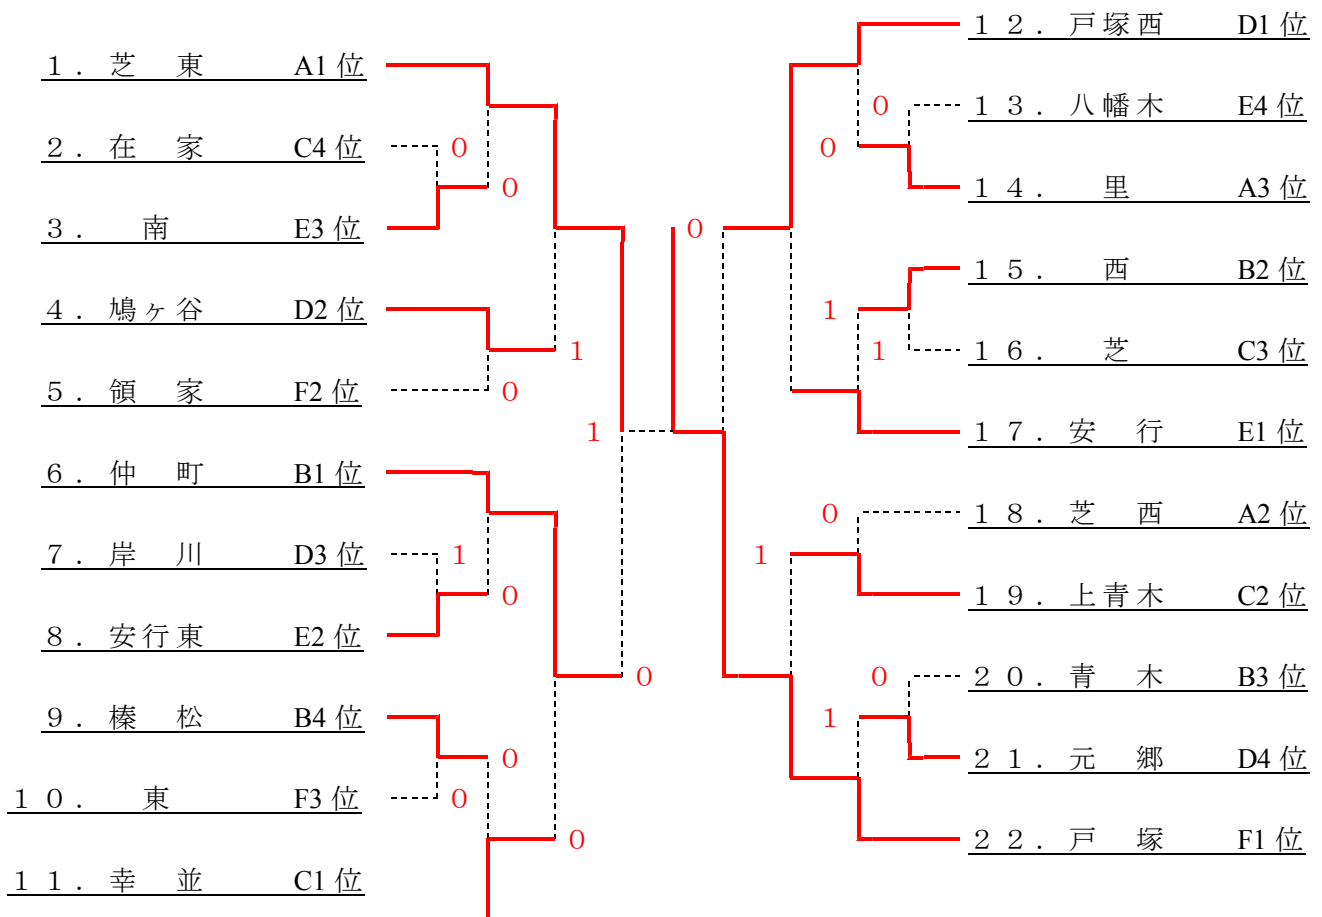 １．芝　東　A1 位
0
２．在　家　C4 位
0
３．南　E3 位
４．鳩ヶ谷　D2 位
1
５．領　家　F2 位
0
1
６．仲　町　B1 位
７．岸　川　D3 位
1
0
８．安行東　E2 位
0
９．榛　松　B4 位
0
１０．東　F3 位
0
0
１１．幸　並　C1 位
１２．戸塚西　D1 位
0
１３．八幡木　E4 位
0
１４．里　A3 位
0
１５．西　B2 位
1
１６．芝　C3 位
1
１７．安　行　E1 位
0
１８．芝　西　A2 位
1
１９．上青木　C2 位
0
２０．青　木　B3 位
1
２１．元　郷　D4 位
２２．戸　塚　F1 位